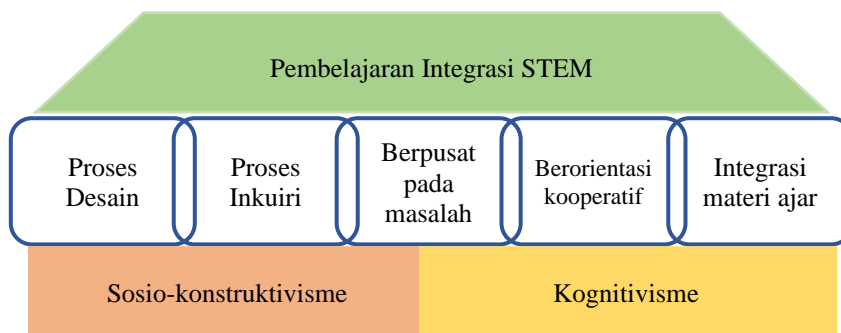 Pembelajaran Integrasi STEM
Proses
Desain
Proses
Inkuiri
Berpusat
pada
masalah
Berorientasi
kooperatif
Integrasi
materi ajar
Sosio-konstruktivisme
Kognitivisme